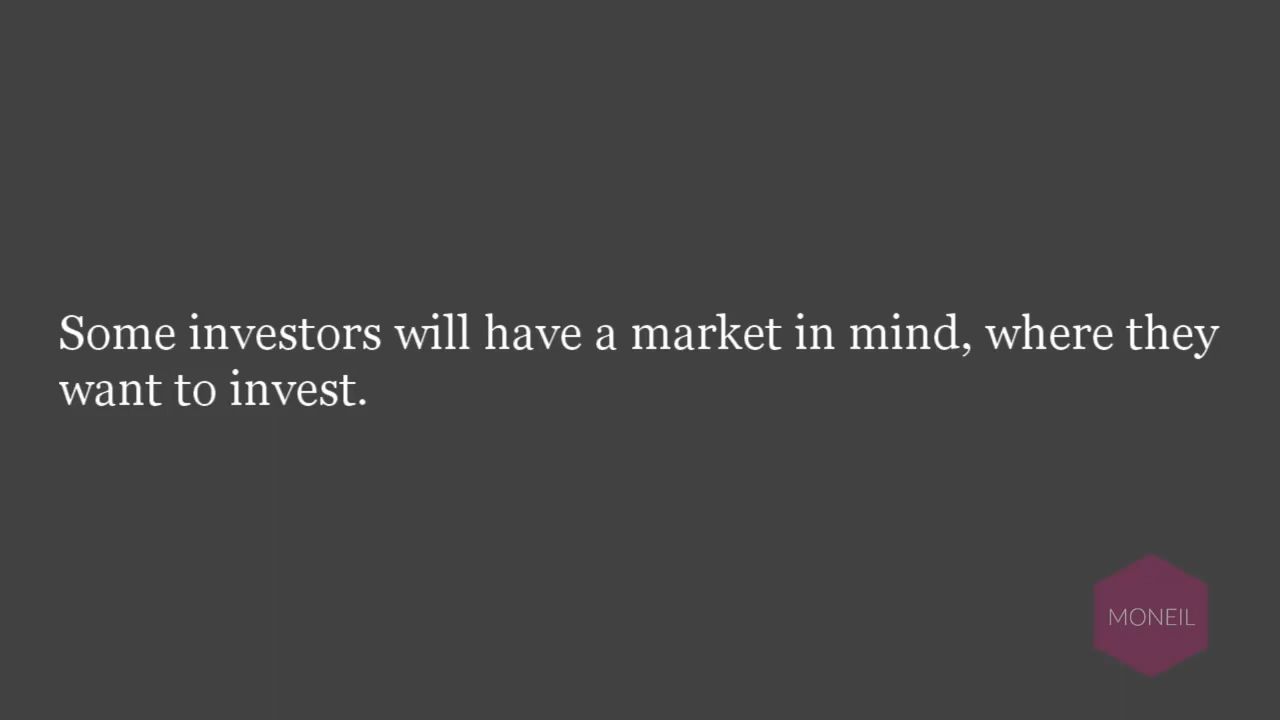 Some investors will have a market in mind, where they
want to invest.
MONEIL